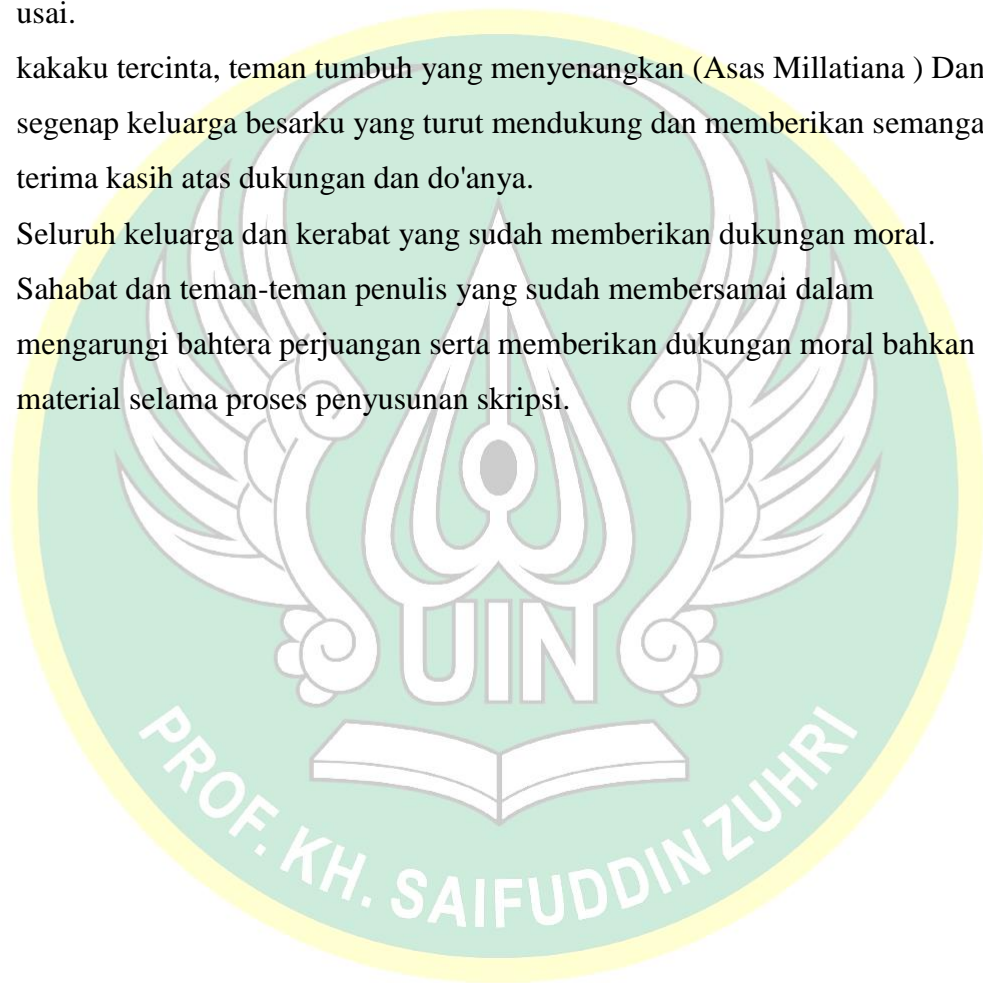 usai.
kakaku tercinta, teman tumbuh yang menyenangkan (Asas Millatiana ) Dan
segenap keluarga besarku yang turut mendukung dan memberikan semanga
terima kasih atas dukungan dan do'anya.
Seluruh keluarga dan kerabat yang sudah memberikan dukungan moral.
Sahabat dan teman-teman penulis yang sudah membersamai dalam
mengarungi bahtera perjuangan serta memberikan dukungan moral bahkan
material selama proses penyusunan skripsi.
UIN
PROF. KH. SAIFUDDIN ZUHRI